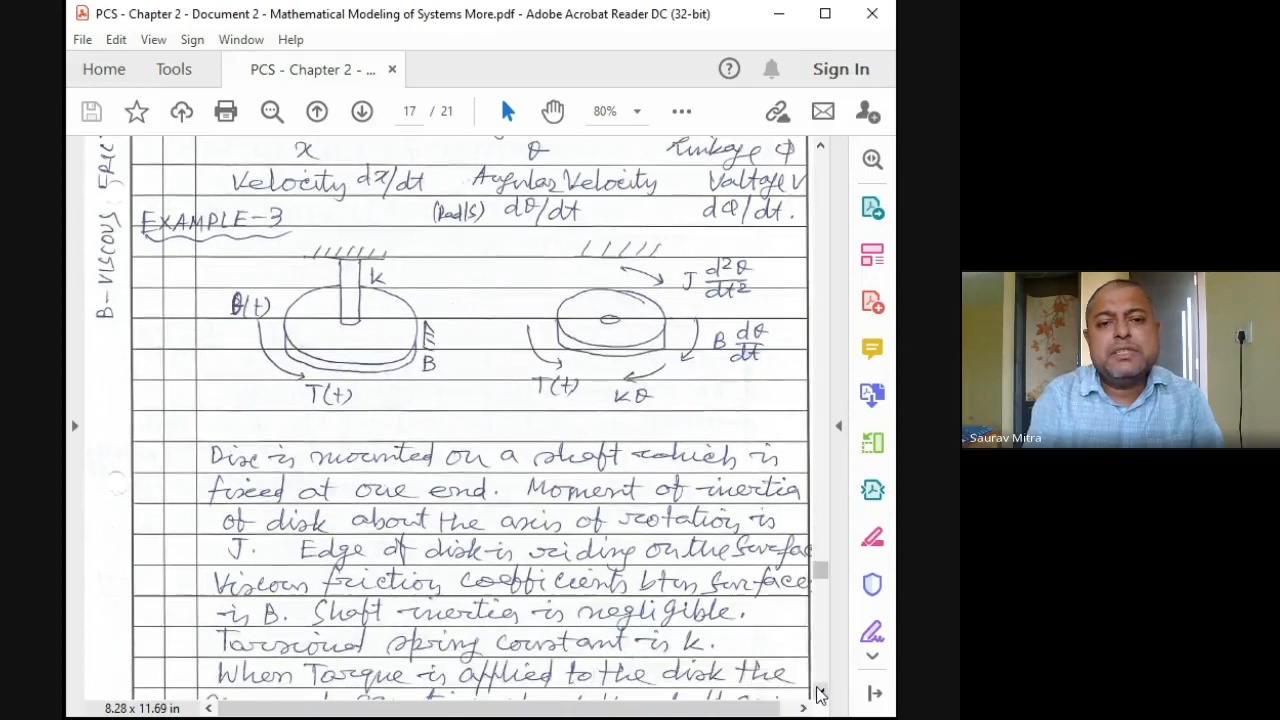 PCS - Chapter 2 - Document 2 - Mathematical Modeling of Systems More.pdf - Adobe Acrobat Reader DC (32-bit)
File Edit View Sign Window Help
Home Tools PCS - Chapter 2 - ... × Sign In
17 / 21 80%
x θ Linkage φ
Velocity dx/dt Angular Velocity Voltage V
EXAMPLE-3 (Rad/s) dθ/dt dφ/dt.
B-VISCOUS FRIC
K
θ(t)
B
T(t)
J d²θ/dt²
B dθ/dt
T(t) Kθ
Disc is mounted on a shaft which is
fixed at one end. Moment of inertia
of disk about the axis of rotation is
J. Edge of disk is riding on the surfac
Viscous friction coefficients btw surface
is B. Shaft inertia is negligible.
Torsional spring constant is k.
When Torque is applied to the disk the
8.28 x 11.69 in
Saurav Mitra